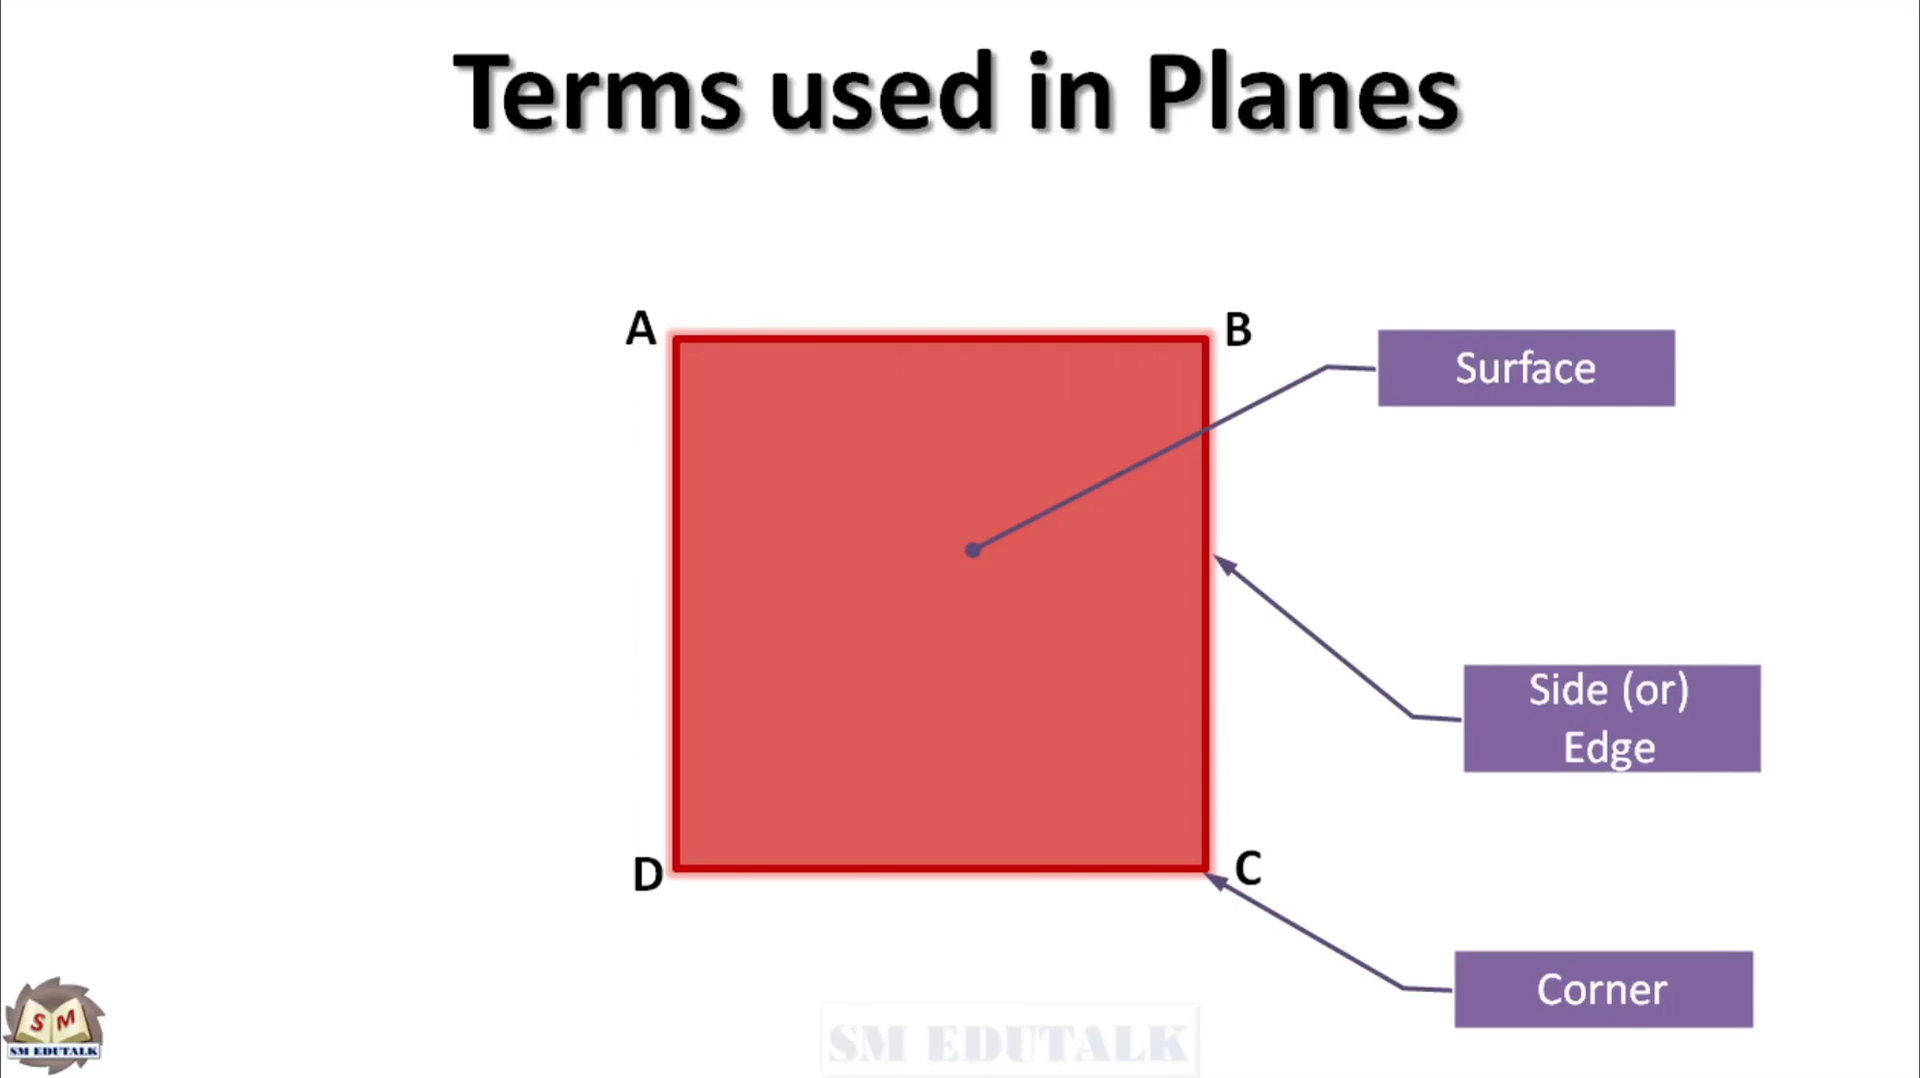 Terms used in Planes
A
B
Surface
Side (or)
Edge
D
C
Corner
S M
SM EDUTALK
SM EDUTALK